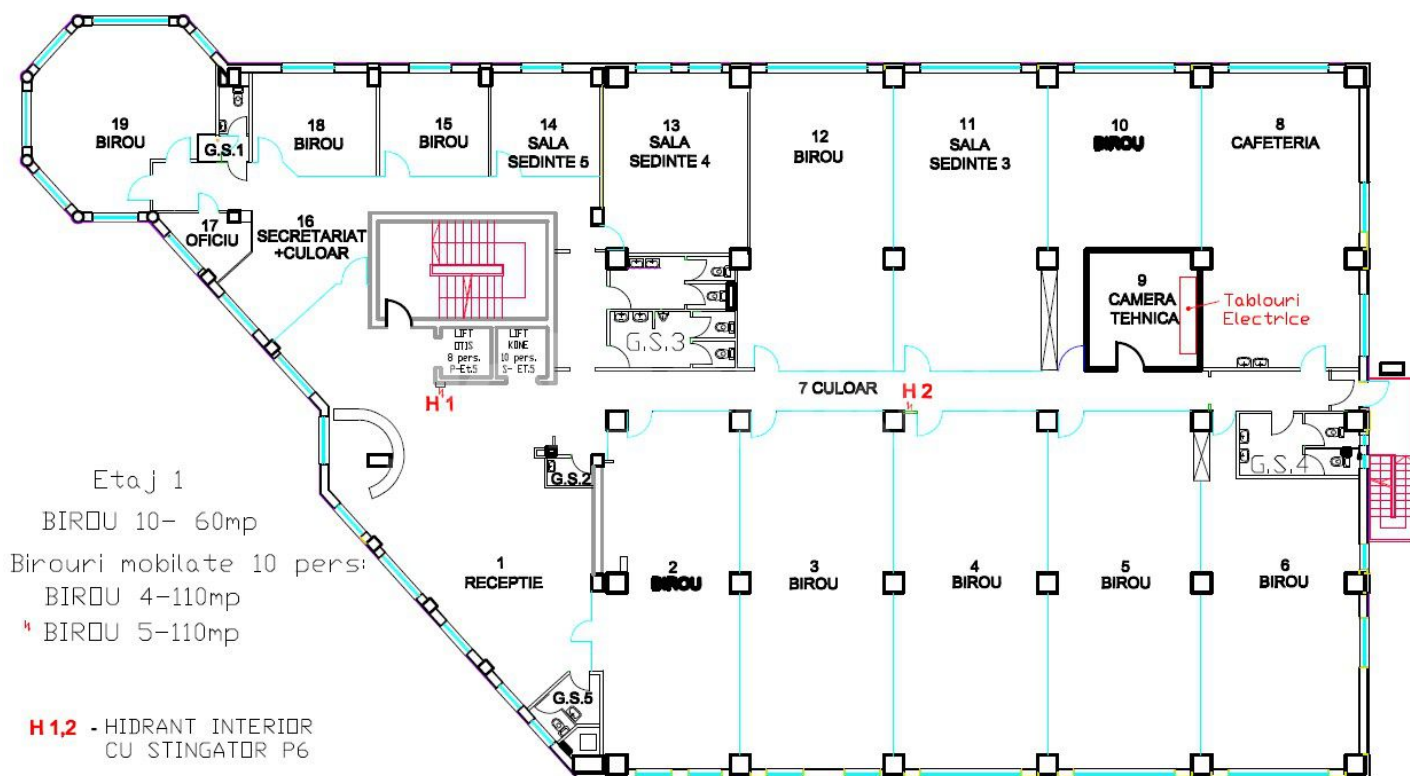 19
BIROU
G.S.1
18
BIROU
15
BIROU
14
SALA
SEDINTE 5
13
SALA
SEDINTE 4
12
BIROU
11
SALA
SEDINTE 3
10
BIROU
8
CAFETERIA
17
OFICIU
16
SECRETARIAT
+CULOAR
9
CAMERA
TEHNICA
Tablouri
Electrice
LIFT
OTIS
8 pers.
P-Et.5
LIFT
KONE
10 pers.
S- ET.5
G.S.3
H 1
7 CULOAR
H 2
G.S.2
G.S.4
1
RECEPTIE
2
BIROU
3
BIROU
4
BIROU
5
BIROU
6
BIROU
G.S.5
Etaj 1
BIROU 10- 60mp
Birouri mobilate 10 pers:
BIROU 4-110mp
BIROU 5-110mp
H 1,2 - HIDRANT INTERIOR
CU STINGATOR P6